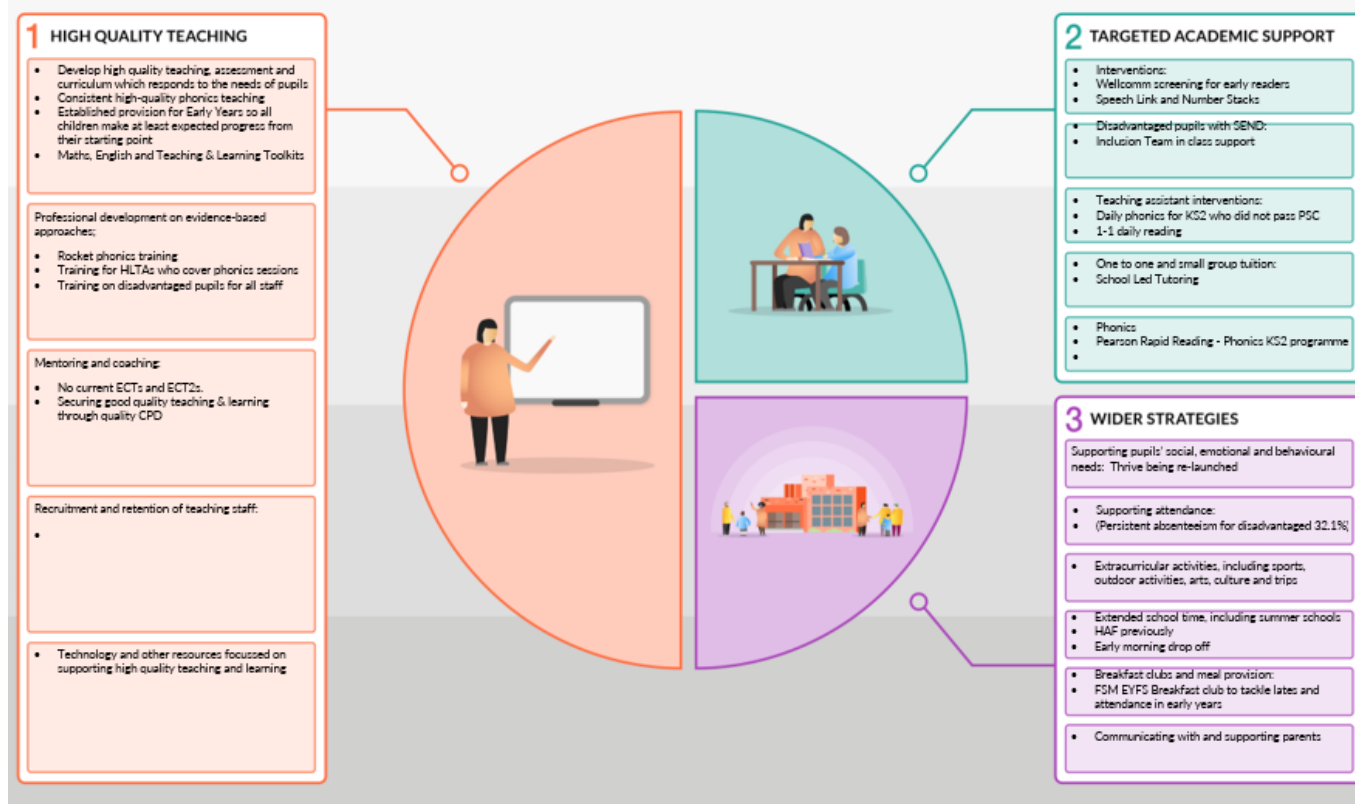 1 HIGH QUALITY TEACHING
• Develop high quality teaching, assessment and
curriculum which responds to the needs of pupils
• Consistent high-quality phonics teaching
• Established provision for Early Years so all
children make at least expected progress from
their starting point
• Maths, English and Teaching & Learning Toolkits
Professional development on evidence-based
approaches;
• Rocket phonics training
• Training for HLTAs who cover phonics sessions
• Training on disadvantaged pupils for all staff
Mentoring and coaching:
• No current ECTs and ECT2s.
• Securing good quality teaching & learning
through quality CPD
Recruitment and retention of teaching staff:
•
• Technology and other resources focussed on
supporting high quality teaching and learning
2 TARGETED ACADEMIC SUPPORT
• Interventions:
• Wellcomm screening for early readers
• Speech Link and Number Stacks
• Disadvantaged pupils with SEND:
• Inclusion Team in class support
• Teaching assistant interventions:
• Daily phonics for KS2 who did not pass PSC
• 1-1 daily reading
• One to one and small group tuition:
• School Led Tutoring
• Phonics
• Pearson Rapid Reading - Phonics KS2 programme
•
3 WIDER STRATEGIES
Supporting pupils' social, emotional and behavioural
needs: Thrive being re-launched
• Supporting attendance:
• (Persistent absenteeism for disadvantaged 32.1%)
• Extracurricular activities, including sports,
outdoor activities, arts, culture and trips
• Extended school time, including summer schools
• HAF previously
• Early morning drop off
• Breakfast clubs and meal provision:
• FSM EYFS Breakfast club to tackle lates and
attendance in early years
• Communicating with and supporting parents